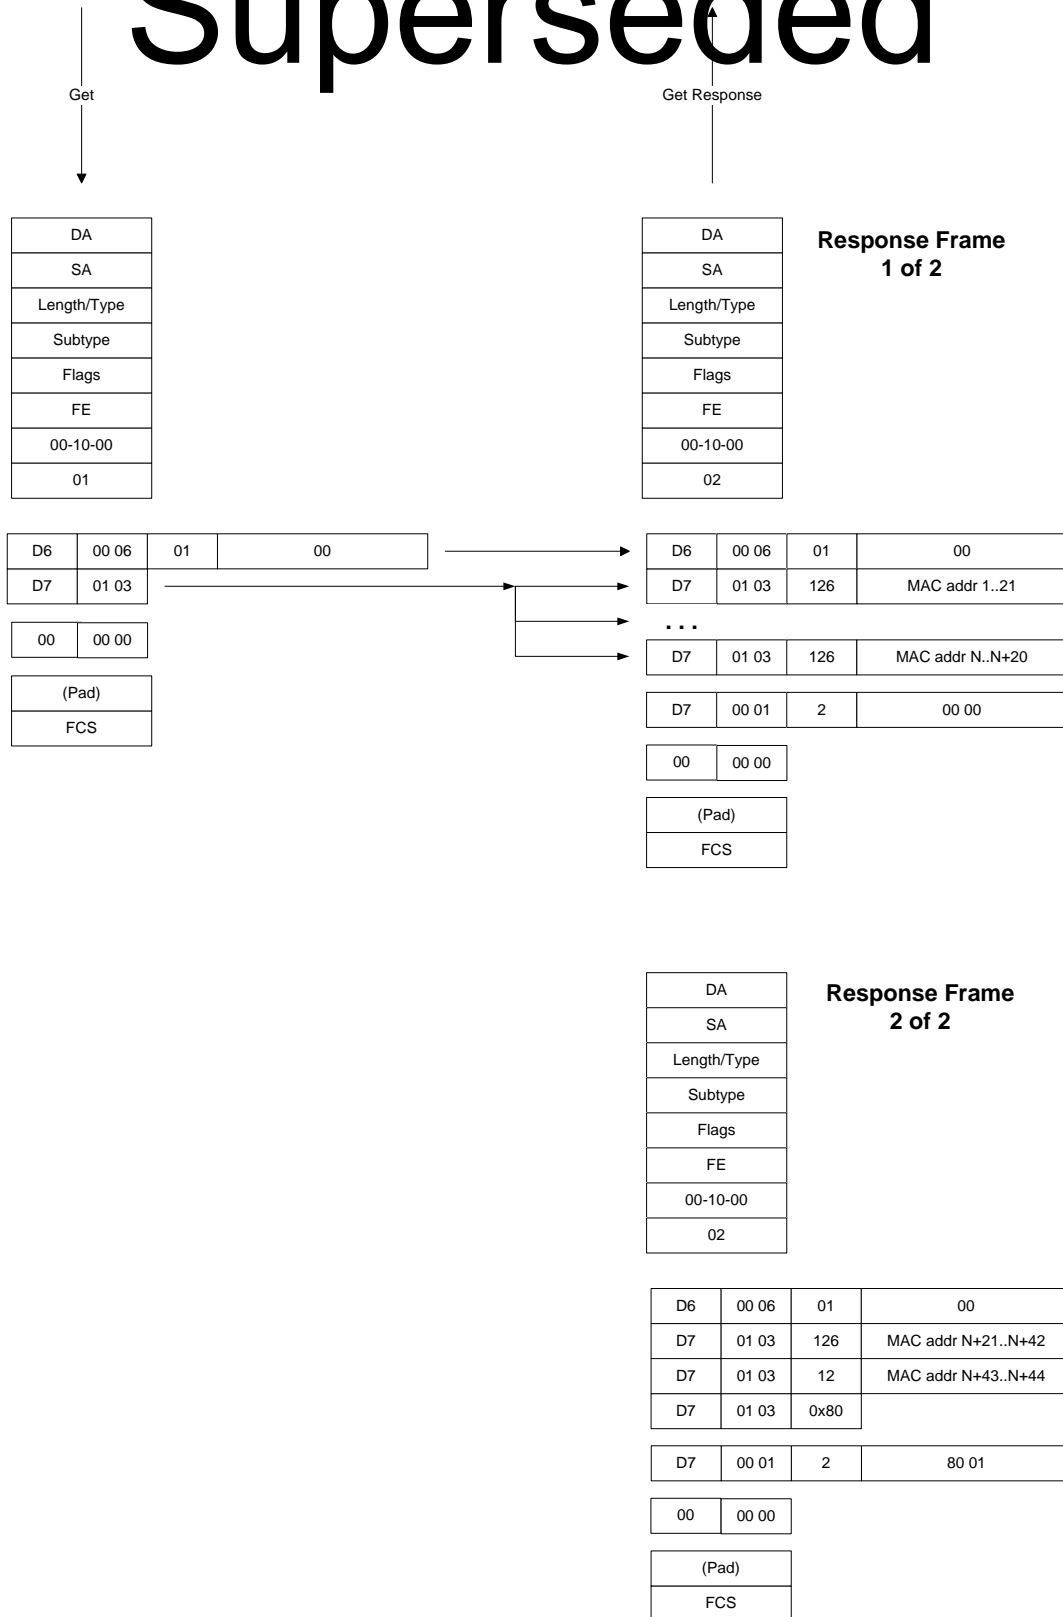 Superseded
Get
Get Response
DA
SA
Length/Type
Subtype
Flags
FE
00-10-00
01
D6 00 06 01 00
D7 01 03
00 00 00
(Pad)
FCS
Response Frame
1 of 2
DA
SA
Length/Type
Subtype
Flags
FE
00-10-00
02
D6 00 06 01 00
D7 01 03 126 MAC addr 1..21
. . .
D7 01 03 126 MAC addr N..N+20
D7 00 01 2 00 00
00 00 00
(Pad)
FCS
Response Frame
2 of 2
DA
SA
Length/Type
Subtype
Flags
FE
00-10-00
02
D6 00 06 01 00
D7 01 03 126 MAC addr N+21..N+42
D7 01 03 12 MAC addr N+43..N+44
D7 01 03 0x80
D7 00 01 2 80 01
00 00 00
(Pad)
FCS